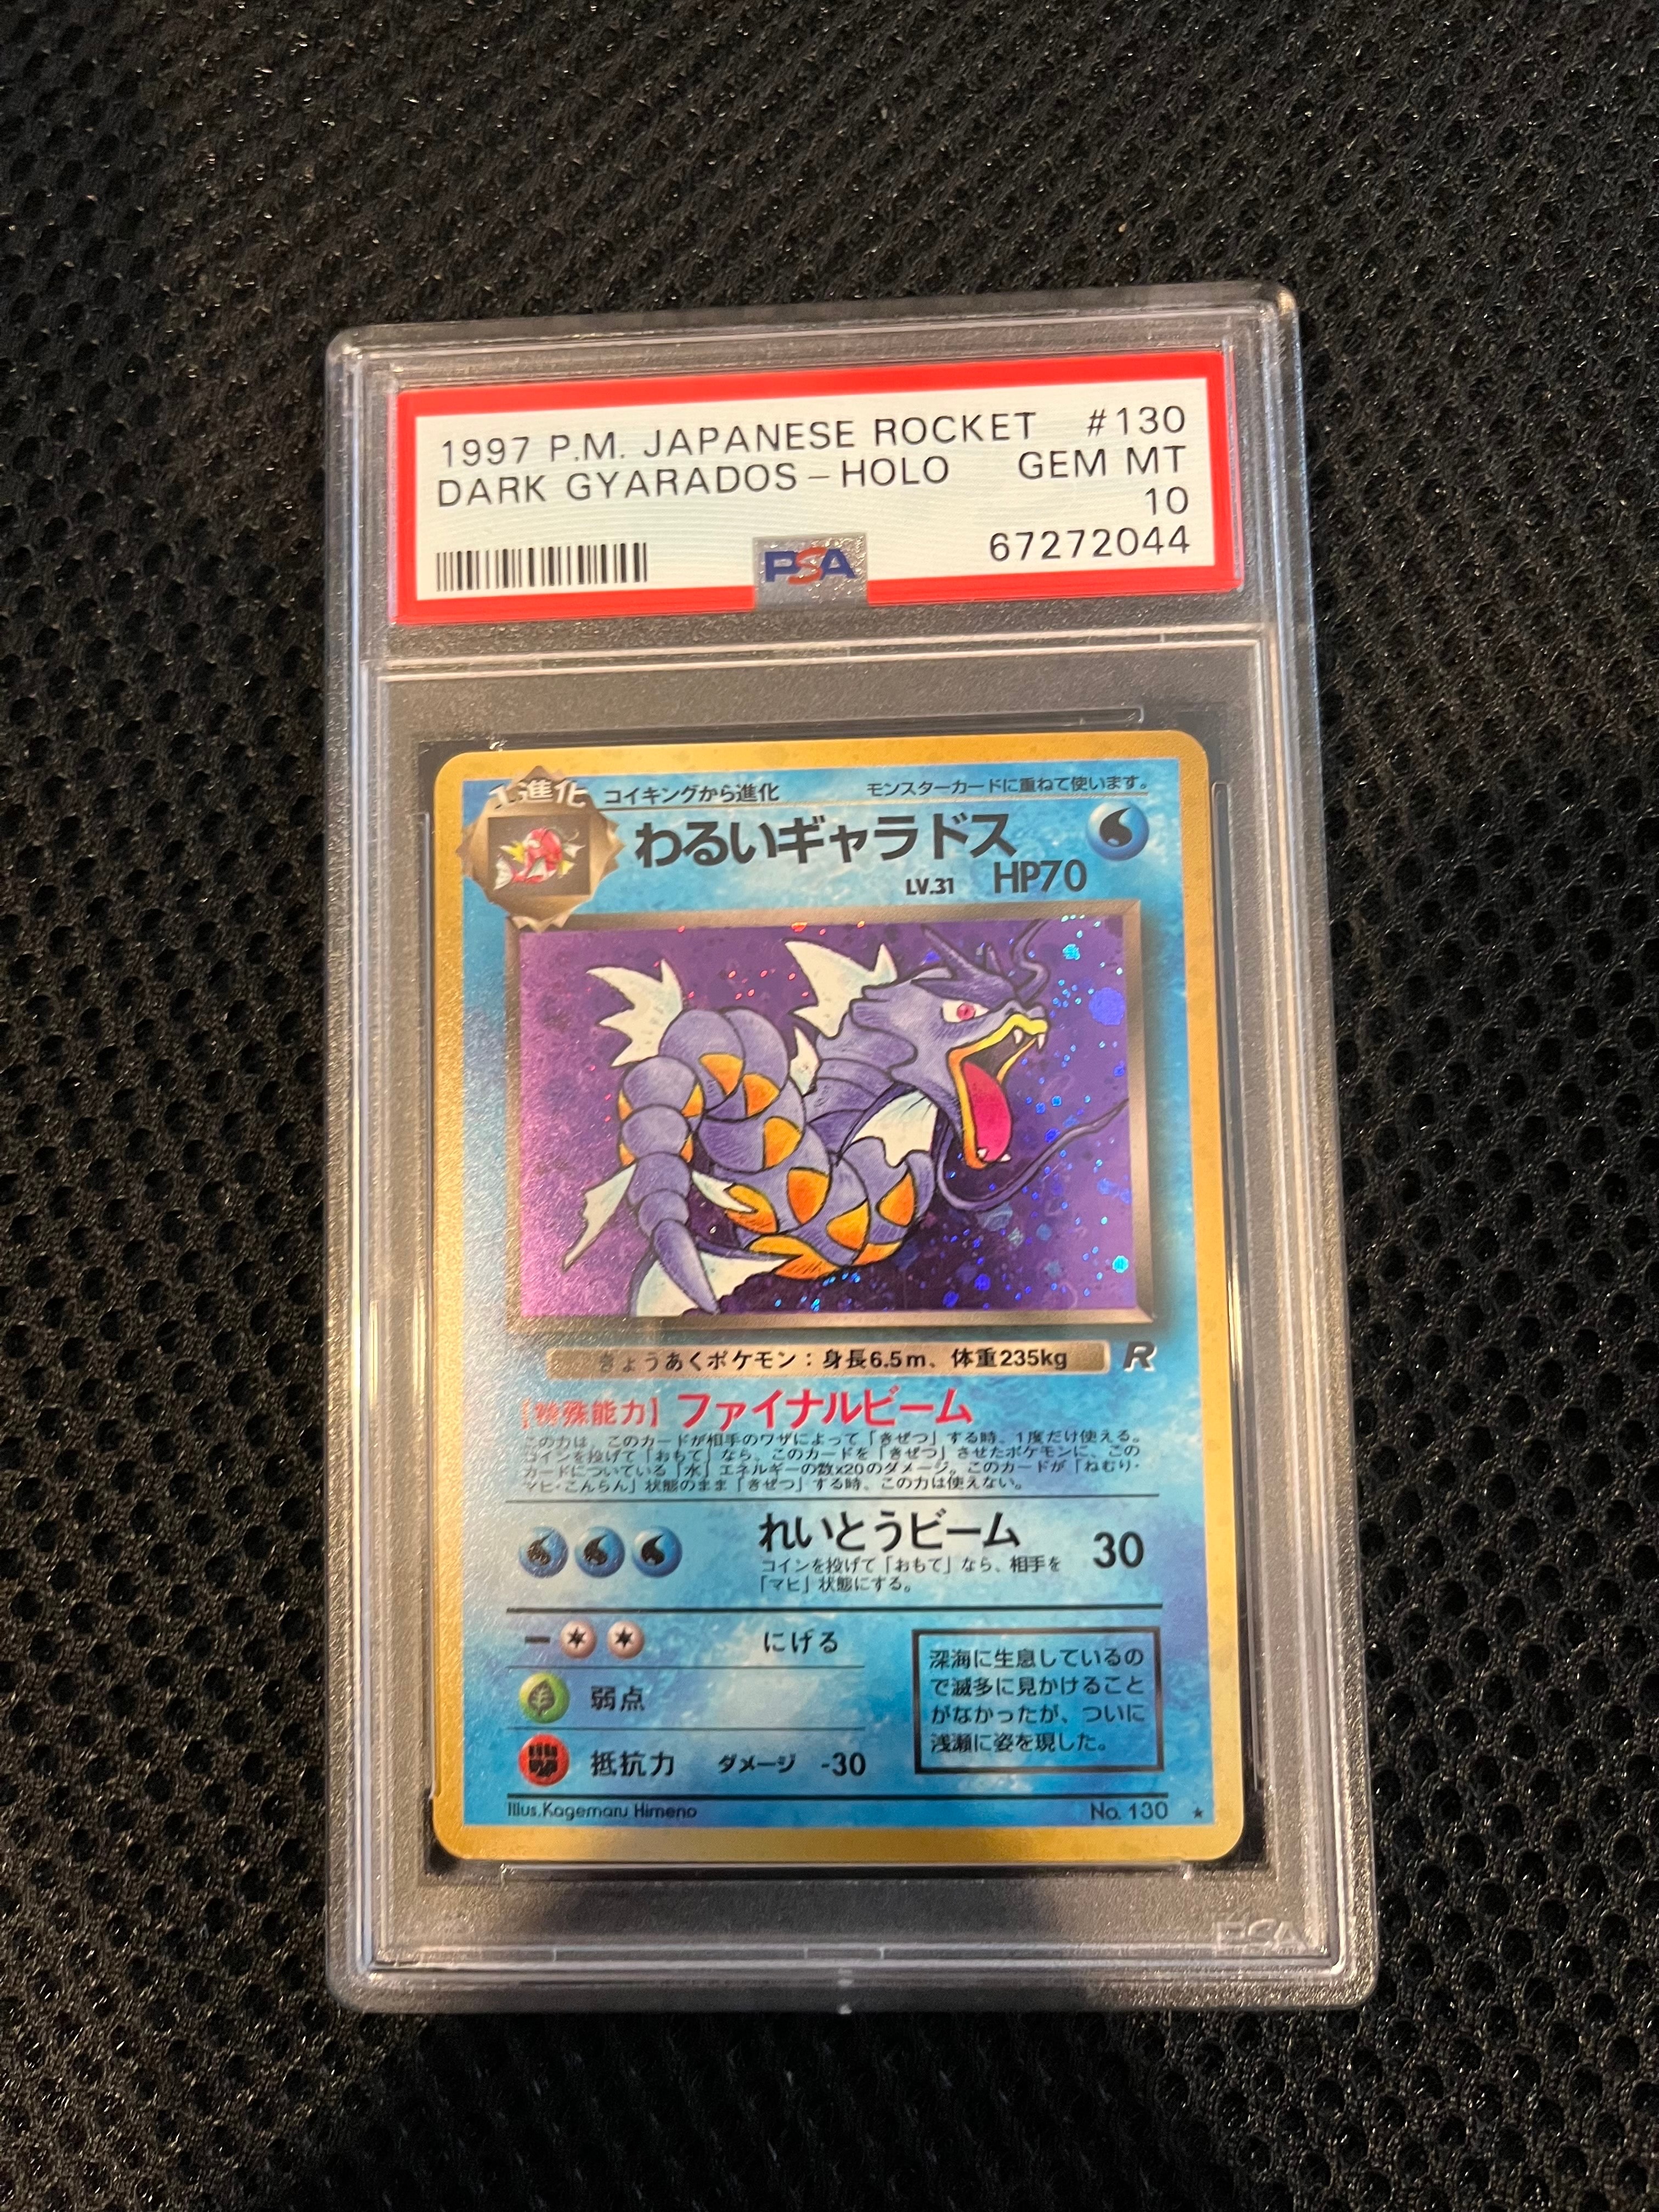 1997 P.M. JAPANESE ROCKET #130
DARK GYARADOS – HOLO GEM MT
10
PSA 67272044
1進化 コイキングから進化 モンスターカードに重ねて使います。
わるいギャラドス
LV.31 HP70
きょうあくポケモン：身長6.5m、体重235kg R
［特殊能力］ファイナルビーム
この力は、このカードが相手のワザによって「きぜつ」する時、1度だけ使える。
コインを投げて「おもて」なら、このカードを「きぜつ」させたポケモンに、この
カードについている「水」エネルギーの数x20のダメージ。このカードが「ねむり・
マヒ・こんらん」状態のまま「きぜつ」する時、この力は使えない。
れいとうビーム 30
コインを投げて「おもて」なら、相手を
「マヒ」状態にする。
にげる
弱点
抵抗力 ダメージ -30
深海に生息しているの
で滅多に見かけること
がなかったが、ついに
浅瀬に姿を現した。
Illus.Kagemaru Himeno No. 130 ★
PSA